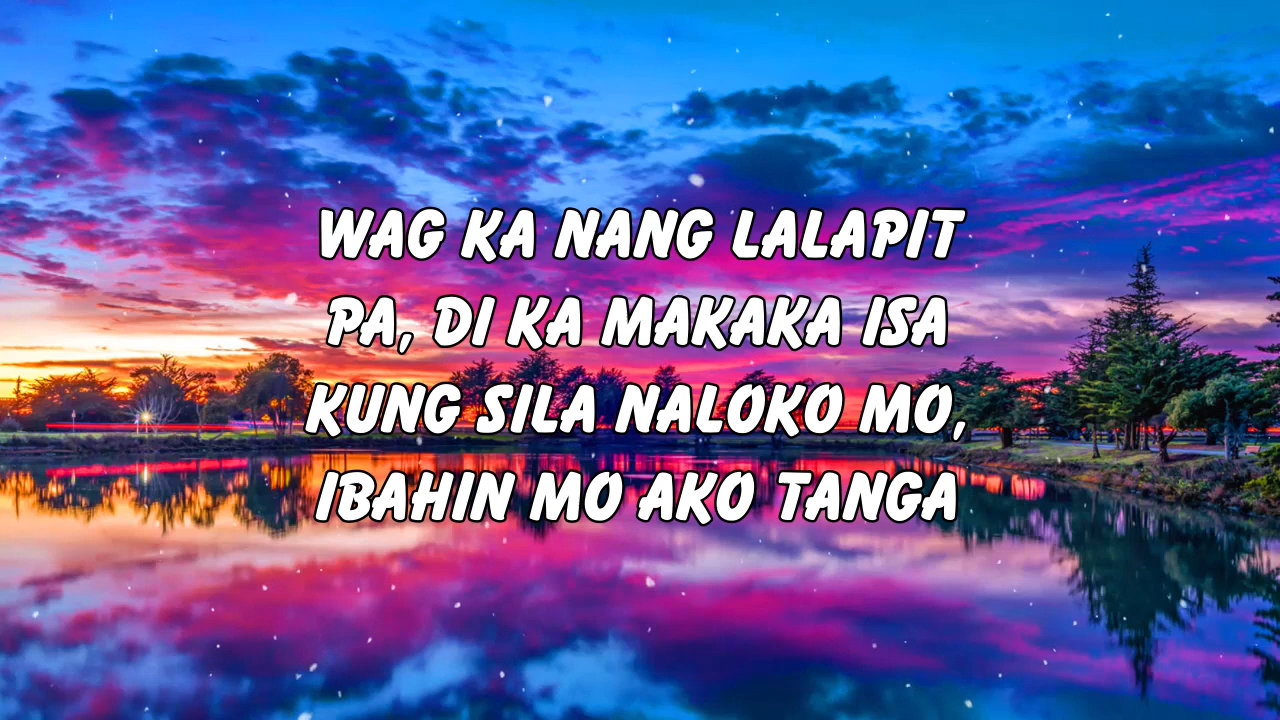 WAG KA NANG LALAPIT
PA, DI KA MAKAKA ISA
KUNG SILA NALOKO MO,
IBAHIN MO AKO TANGA